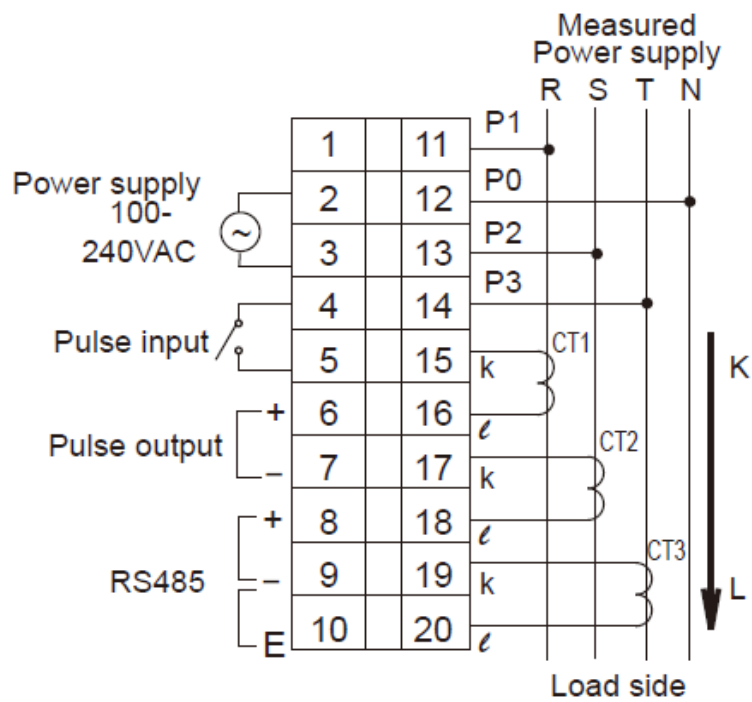 Measured
Power supply
R S T N
1 11 P1
Power supply
100-
240VAC
2 12 P0
3 13 P2
4 14 P3
Pulse input
5 15 k CT1
K
+ 6 16 ℓ
Pulse output
− 7 17 k CT2
+ 8 18 ℓ
RS485
− 9 19 k CT3
L
E 10 20 ℓ
Load side